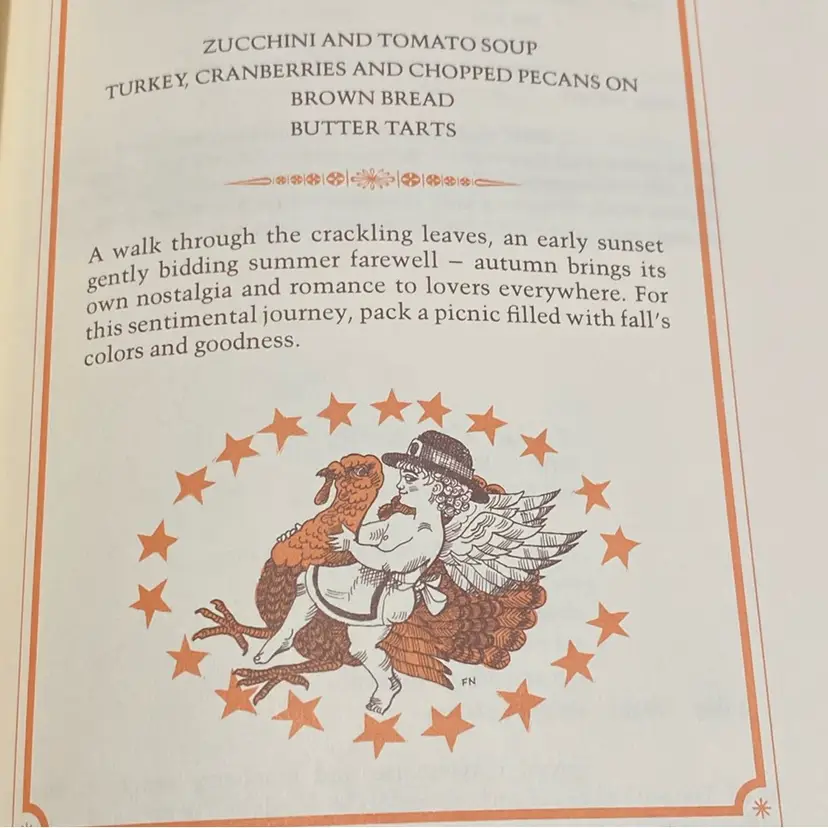 ZUCCHINI AND TOMATO SOUP
TURKEY, CRANBERRIES AND CHOPPED PECANS ON
BROWN BREAD
BUTTER TARTS
A walk through the crackling leaves, an early sunset
gently bidding summer farewell – autumn brings its
own nostalgia and romance to lovers everywhere. For
this sentimental journey, pack a picnic filled with fall's
colors and goodness.
FN